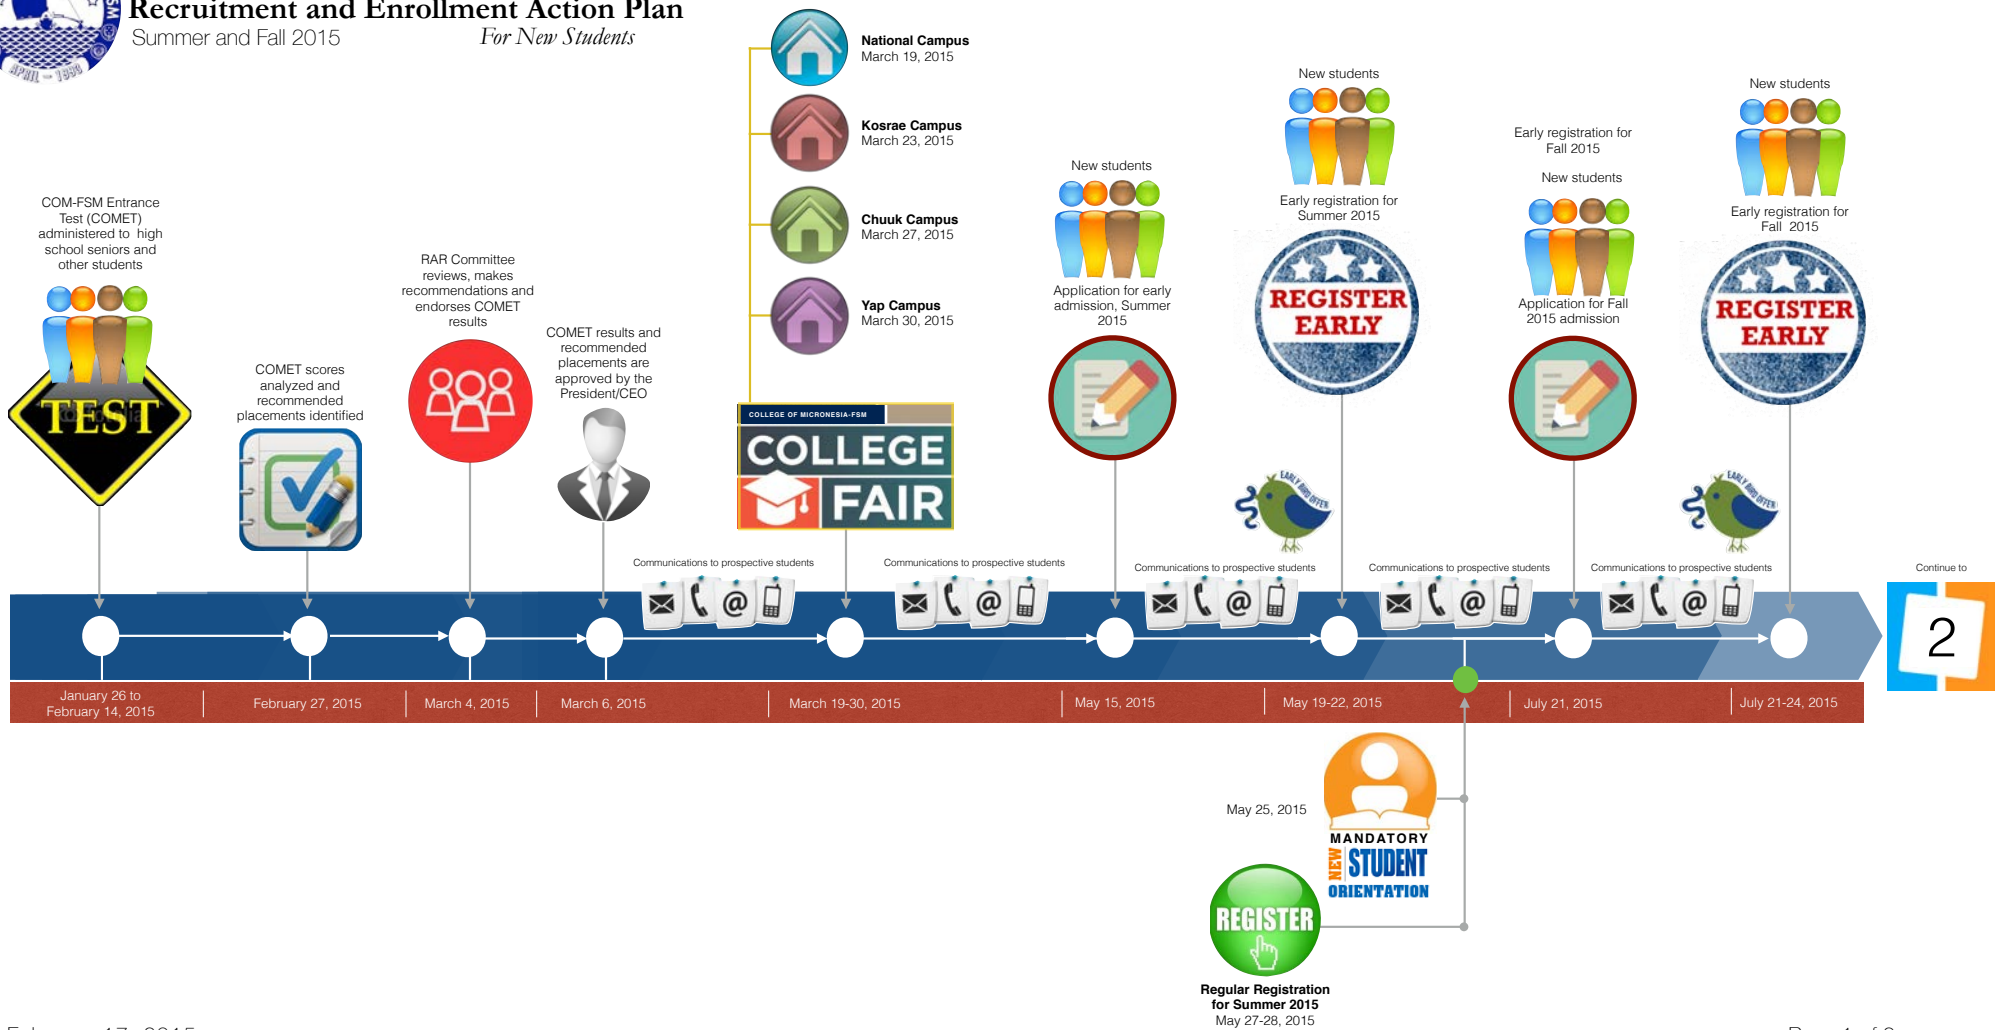 Recruitment and Enrollment Action Plan
Summer and Fall 2015
For New Students
APRIL - 1993
COM-FSM Entrance
Test (COMET)
administered to high
school seniors and
other students
TEST
COMET scores
analyzed and
recommended
placements identified
RAR Committee
reviews, makes
recommendations and
endorses COMET
results
COMET results and
recommended
placements are
approved by the
President/CEO
National Campus
March 19, 2015
Kosrae Campus
March 23, 2015
Chuuk Campus
March 27, 2015
Yap Campus
March 30, 2015
COLLEGE OF MICRONESIA-FSM
COLLEGE
FAIR
New students
Application for early
admission, Summer
2015
New students
Early registration for
Summer 2015
REGISTER
EARLY
EARLY BIRD OFFER
Early registration for
Fall 2015
New students
Application for Fall
2015 admission
New students
Early registration for
Fall 2015
REGISTER
EARLY
EARLY BIRD OFFER
Communications to prospective students
@
Communications to prospective students
@
Communications to prospective students
@
Communications to prospective students
@
Communications to prospective students
@
Continue to
2
January 26 to
February 14, 2015
February 27, 2015
March 4, 2015
March 6, 2015
March 19-30, 2015
May 15, 2015
May 19-22, 2015
July 21, 2015
July 21-24, 2015
May 25, 2015
MANDATORY
NEW STUDENT
ORIENTATION
REGISTER
Regular Registration
for Summer 2015
May 27-28, 2015